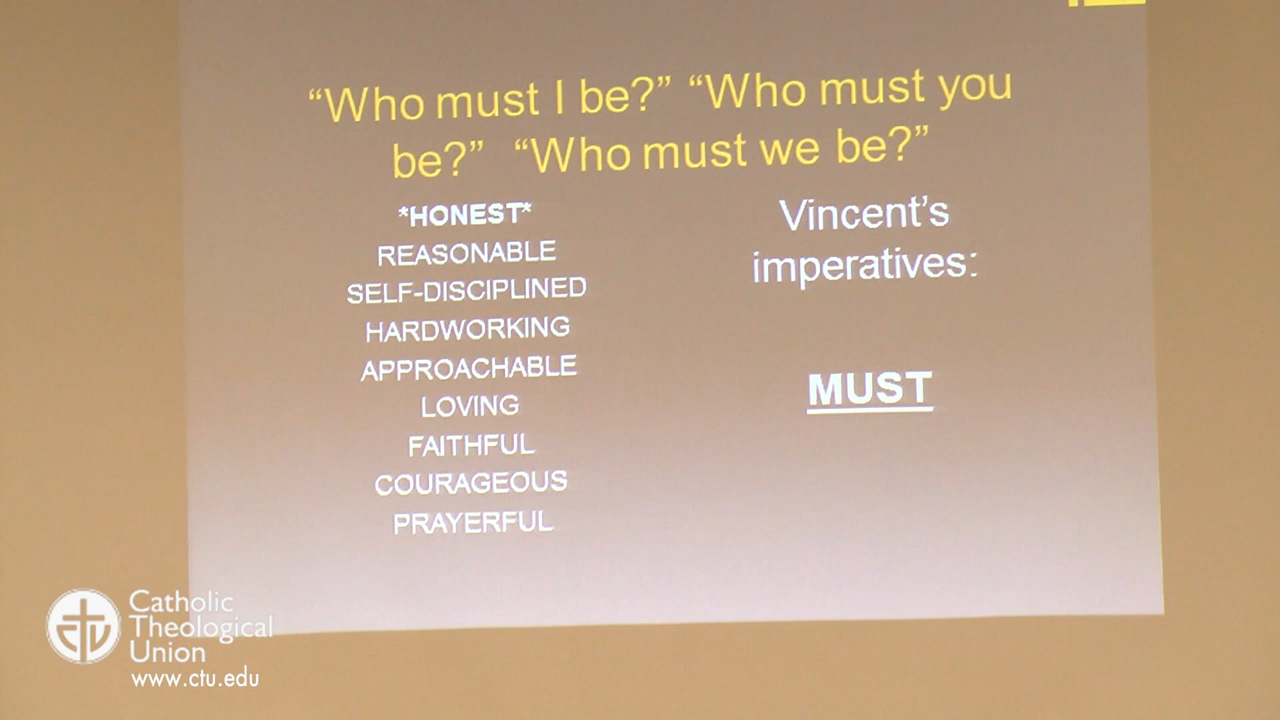 “Who must I be?” “Who must you
be?” “Who must we be?”
*HONEST*
REASONABLE
SELF-DISCIPLINED
HARDWORKING
APPROACHABLE
LOVING
FAITHFUL
COURAGEOUS
PRAYERFUL
Vincent’s
imperatives:
MUST
Catholic
Theological
Union
www.ctu.edu